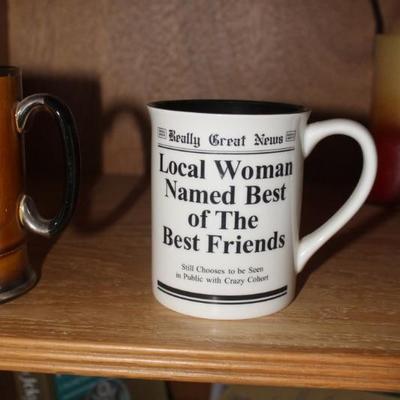 Really Great News
Local Woman
Named Best
of The
Best Friends
Still Chooses to be Seen
in Public with Crazy Cohort